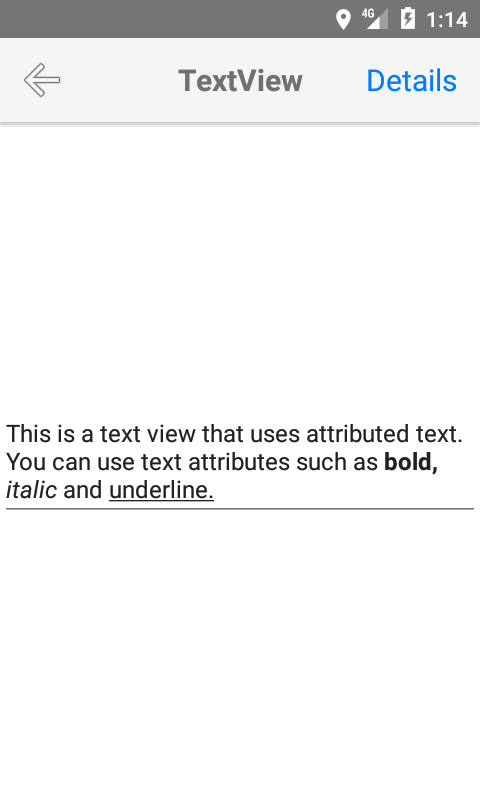 4G 1:14
TextView Details
This is a text view that uses attributed text.
You can use text attributes such as bold,
italic and underline.